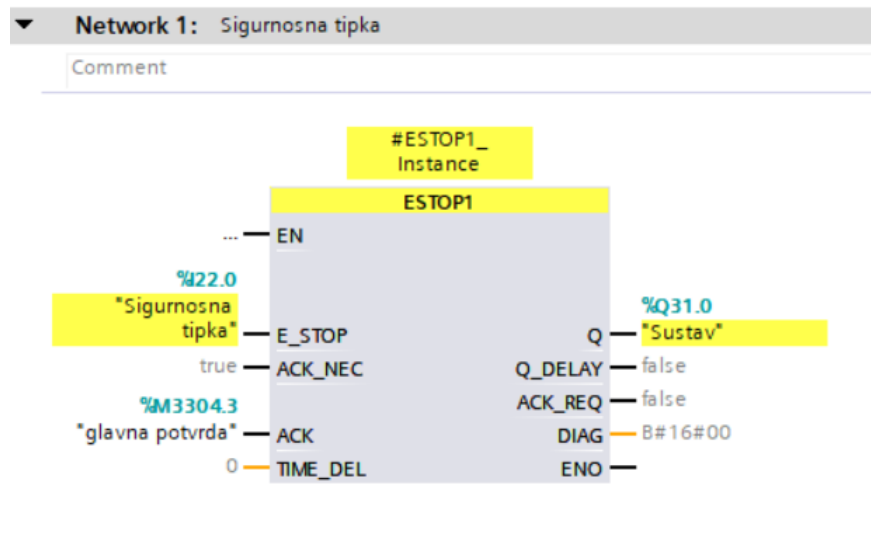 Network 1: Sigurnosna tipka
Comment
#ESTOP1_
Instance
ESTOP1
... EN
%I22.0
"Sigurnosna
tipka" E_STOP
%Q31.0
Q "Sustav"
true ACK_NEC
Q_DELAY false
ACK_REQ false
%M3304.3
"glavna potvrda" ACK
DIAG B#16#00
0 TIME_DEL
ENO